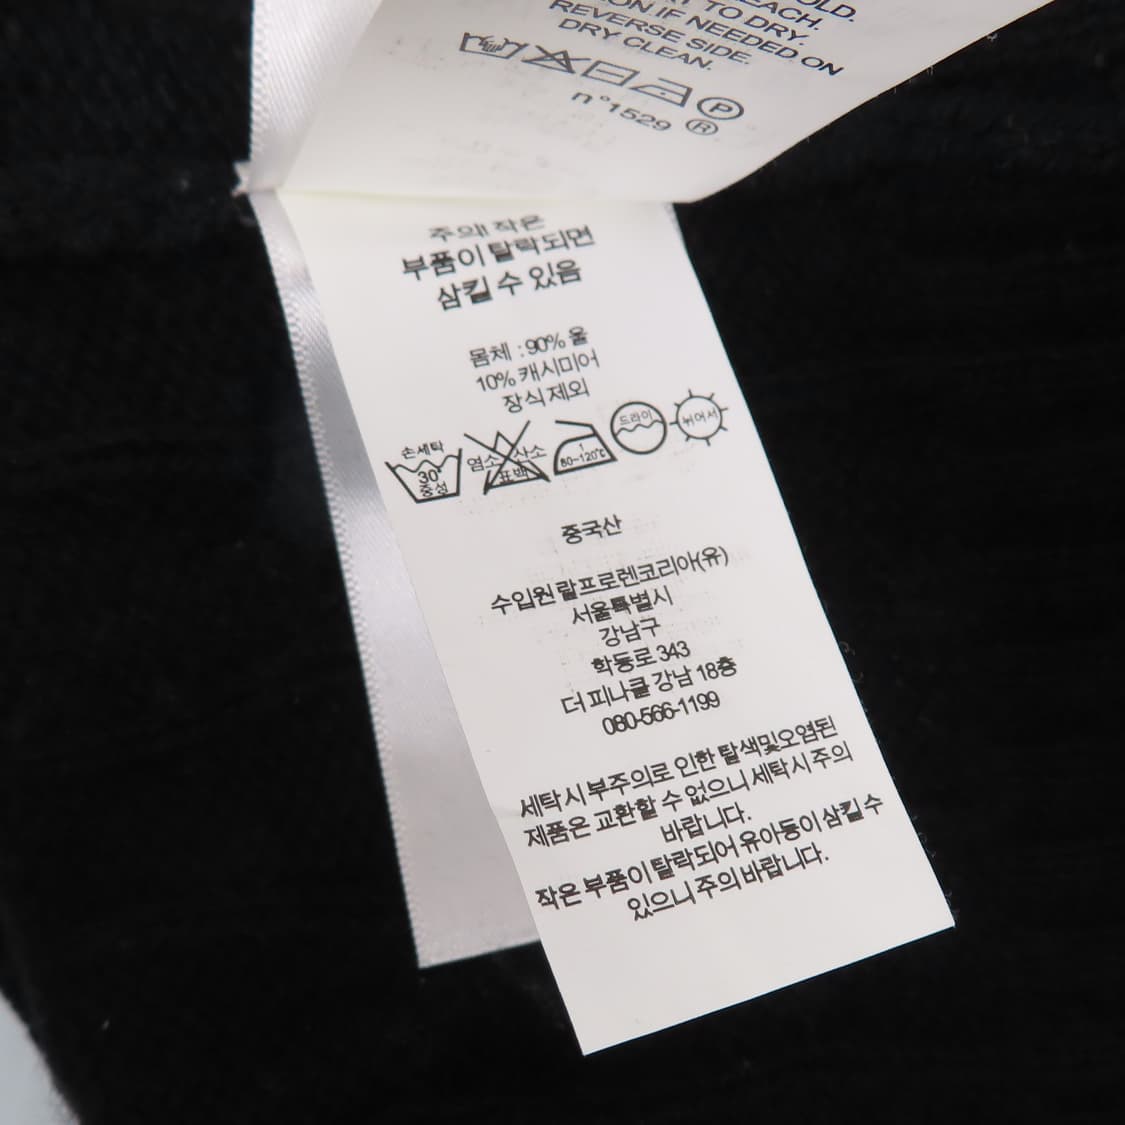 OLD.
EACH.
TO DRY.
ON IF NEEDED ON
REVERSE SIDE.
DRY CLEAN.
P
n°1529 ®
주의! 작은
부품이 탈락되면
삼킬 수 있음
몸체 : 90% 울
10% 캐시미어
장식 제외
손세탁
30°
중성
염소 산소
표백
1
80~120℃
드라이
뉘어서
중국산
수입원 랄프로렌코리아(유)
서울특별시
강남구
학동로 343
더 피나클 강남 18층
080-566-1199
세탁시 부주의로 인한 탈색및오염된
제품은 교환할 수 없으니 세탁시 주의
바랍니다.
작은 부품이 탈락되어 유아등이 삼킬 수
있으니 주의 바랍니다.